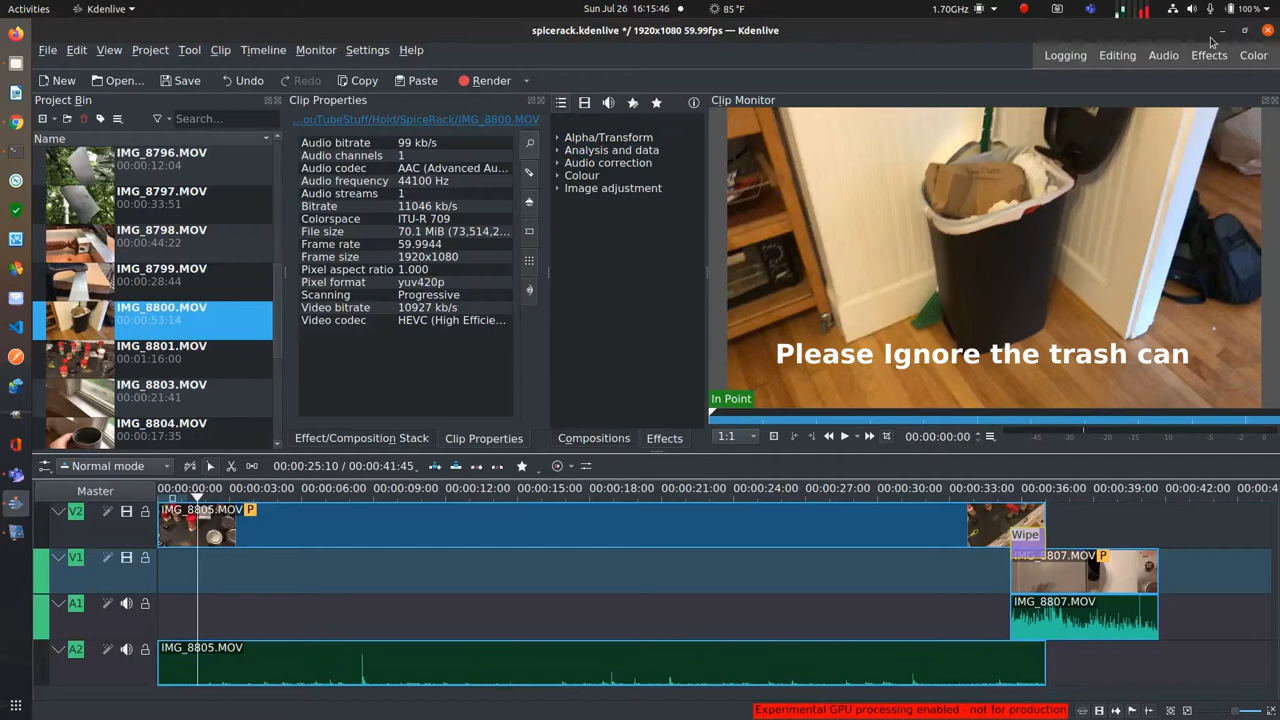 Activities Kdenlive Sun Jul 26 16:15:46 85 °F 1.70GHz 100 %
spicerack.kdenlive */ 1920x1080 59.99fps — Kdenlive
File Edit View Project Tool Clip Timeline Monitor Settings Help
Logging Editing Audio Effects Color
New Open... Save Undo Redo Copy Paste Render
Project Bin
Search...
Name
IMG_8796.MOV
00:00:12:04
IMG_8797.MOV
00:00:33:51
IMG_8798.MOV
00:00:44:22
IMG_8799.MOV
00:00:28:44
IMG_8800.MOV
00:00:53:14
IMG_8801.MOV
00:01:16:00
IMG_8803.MOV
00:00:21:41
IMG_8804.MOV
00:00:17:35
Clip Properties
...ouTubeStuff/Hold/SpiceRack/IMG_8800.MOV
Audio bitrate 99 kb/s
Audio channels 1
Audio codec AAC (Advanced Au...
Audio frequency 44100 Hz
Audio streams 1
Bitrate 11046 kb/s
Colorspace ITU-R 709
File size 70.1 MiB (73,514,2...
Frame rate 59.9944
Frame size 1920x1080
Pixel aspect ratio 1.000
Pixel format yuv420p
Scanning Progressive
Video bitrate 10927 kb/s
Video codec HEVC (High Efficie...
Effect/Composition Stack Clip Properties
Alpha/Transform
Analysis and data
Audio correction
Colour
Image adjustment
Compositions Effects
Clip Monitor
Please Ignore the trash can
In Point
1:1 00:00:00:00 -45 -30 -20 -15 -10 -5 -2 0
Normal mode 00:00:25:10 / 00:00:41:45
Master 00:00:00:00 00:00:03:00 00:00:06:00 00:00:09:00 00:00:12:00 00:00:15:00 00:00:18:00 00:00:21:00 00:00:24:00 00:00:27:00 00:00:30:00 00:00:33:00 00:00:36:00 00:00:39:00 00:00:4
V2 IMG_8805.MOV P
Wipe
V1 IMG_8807.MOV P
A1 IMG_8807.MOV
A2 IMG_8805.MOV
Experimental GPU processing enabled - not for production